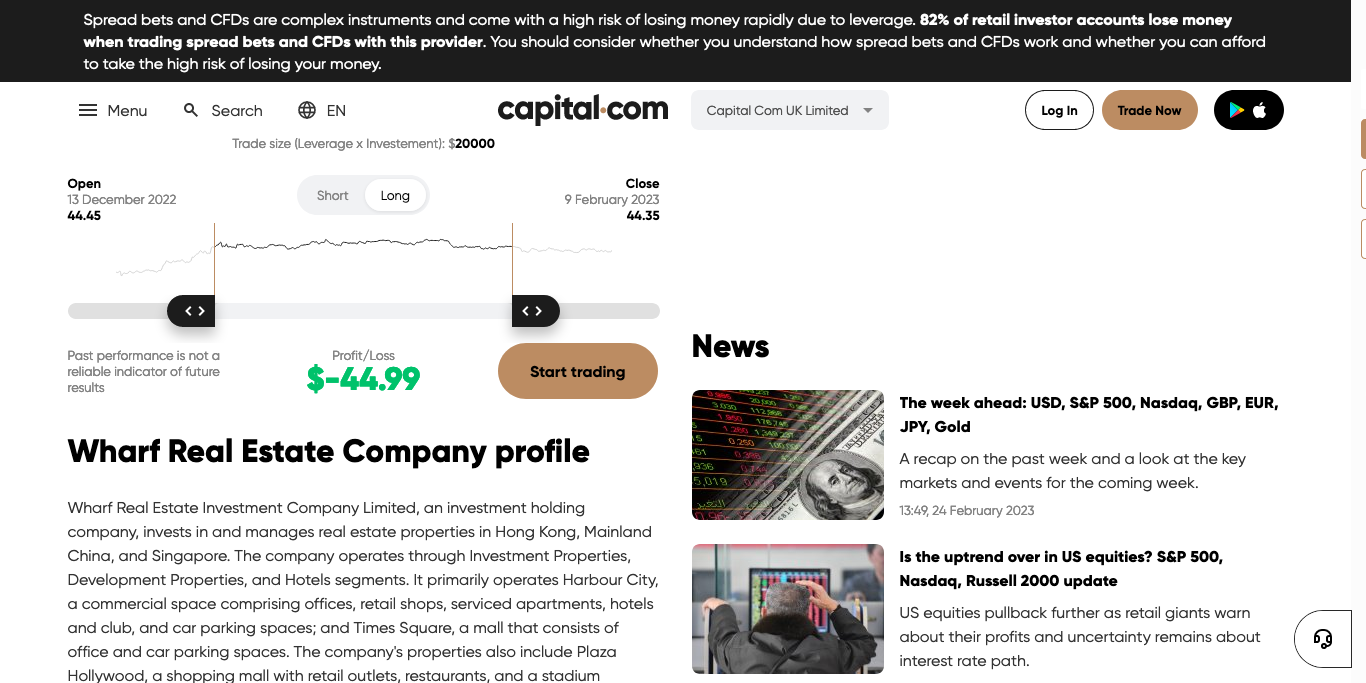 Spread bets and CFDs are complex instruments and come with a high risk of losing money rapidly due to leverage. 82% of retail investor accounts lose money
when trading spread bets and CFDs with this provider. You should consider whether you understand how spread bets and CFDs work and whether you can afford
to take the high risk of losing your money.
Menu
Search
EN
capital.com
Capital Com UK Limited
Log In
Trade Now
Trade size (Leverage x Investement): $20000
Open
13 December 2022
44.45
Short
Long
Close
9 February 2023
44.35
Past performance is not a
reliable indicator of future
results
Profit/Loss
$-44.99
Start trading
Wharf Real Estate Company profile
Wharf Real Estate Investment Company Limited, an investment holding
company, invests in and manages real estate properties in Hong Kong, Mainland
China, and Singapore. The company operates through Investment Properties,
Development Properties, and Hotels segments. It primarily operates Harbour City,
a commercial space comprising offices, retail shops, serviced apartments, hotels
and club, and car parking spaces; and Times Square, a mall that consists of
office and car parking spaces. The company's properties also include Plaza
Hollywood, a shopping mall with retail outlets, restaurants, and a stadium
News
The week ahead: USD, S&P 500, Nasdaq, GBP, EUR,
JPY, Gold
A recap on the past week and a look at the key
markets and events for the coming week.
13:49, 24 February 2023
Is the uptrend over in US equities? S&P 500,
Nasdaq, Russell 2000 update
US equities pullback further as retail giants warn
about their profits and uncertainty remains about
interest rate path.